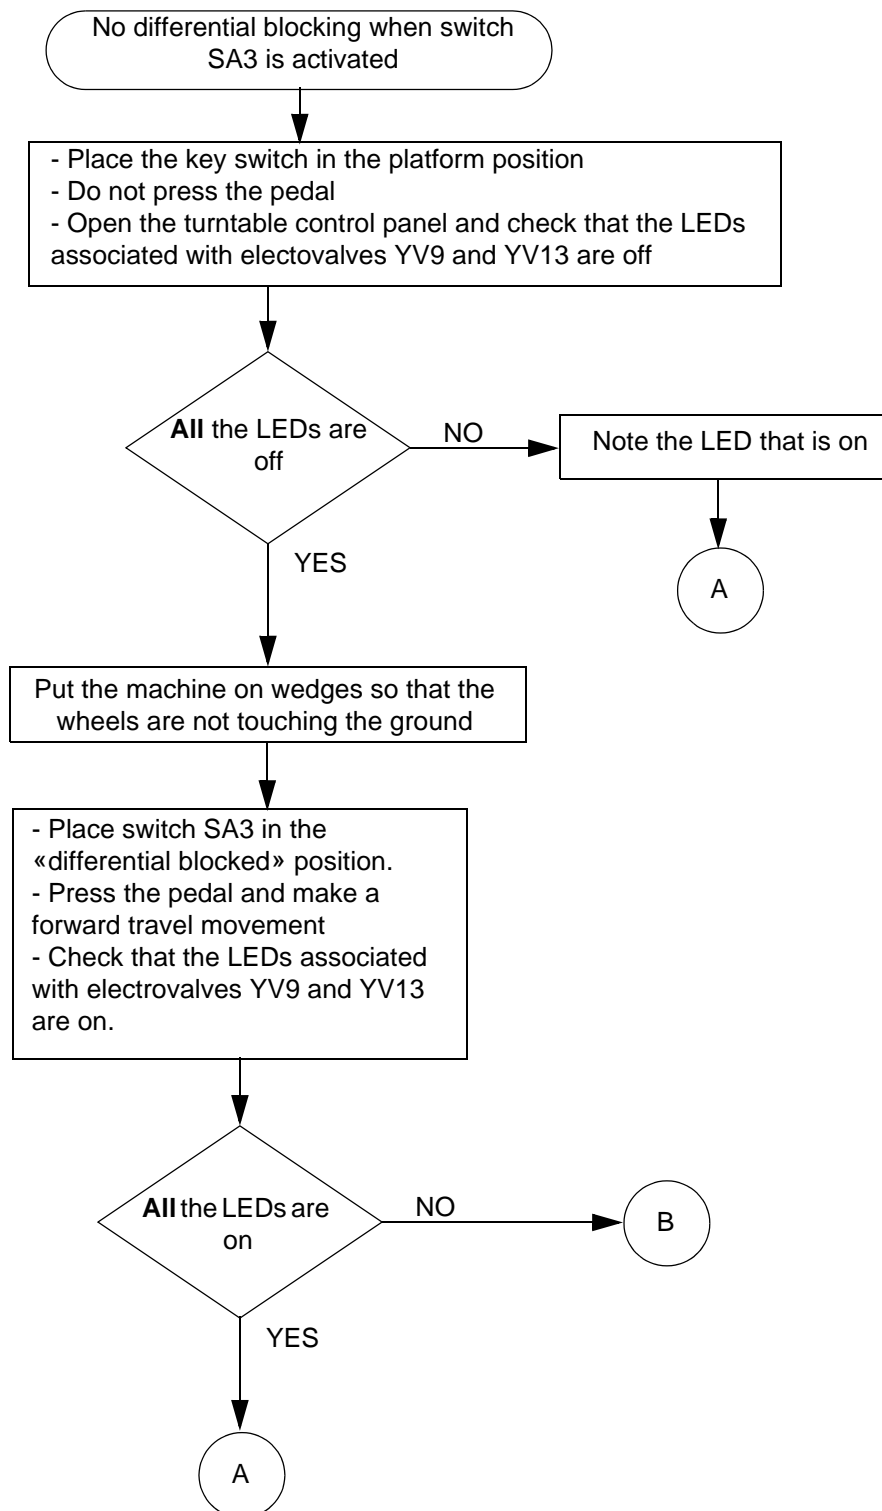 No differential blocking when switch
SA3 is activated
- Place the key switch in the platform position
- Do not press the pedal
- Open the turntable control panel and check that the LEDs
associated with electovalves YV9 and YV13 are off
All the LEDs are
off
NO
Note the LED that is on
YES
A
Put the machine on wedges so that the
wheels are not touching the ground
- Place switch SA3 in the
«differential blocked» position.
- Press the pedal and make a
forward travel movement
- Check that the LEDs associated
with electrovalves YV9 and YV13
are on.
All the LEDs are
on
NO
B
YES
A